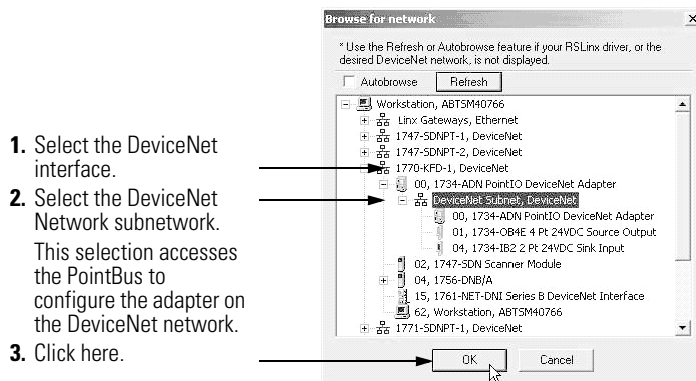 1. Select the DeviceNet
interface.
2. Select the DeviceNet
Network subnetwork.
This selection accesses
the PointBus to
configure the adapter on
the DeviceNet network.
3. Click here.
Browse for network
* Use the Refresh or Autobrowse feature if your RSLinx driver, or the
desired DeviceNet network, is not displayed.
Autobrowse Refresh
Workstation, ABTSM40766
Linx Gateways, Ethernet
1747-SDNPT-1, DeviceNet
1747-SDNPT-2, DeviceNet
1770-KFD-1, DeviceNet
00, 1734-ADN PointIO DeviceNet Adapter
DeviceNet Subnet, DeviceNet
00, 1734-ADN PointIO DeviceNet Adapter
01, 1734-OB4E 4 Pt 24VDC Source Output
04, 1734-IB2 2 Pt 24VDC Sink Input
02, 1747-SDN Scanner Module
04, 1756-DNB/A
15, 1761-NET-DNI Series B DeviceNet Interface
62, Workstation, ABTSM40766
1771-SDNPT-1, DeviceNet
OK Cancel